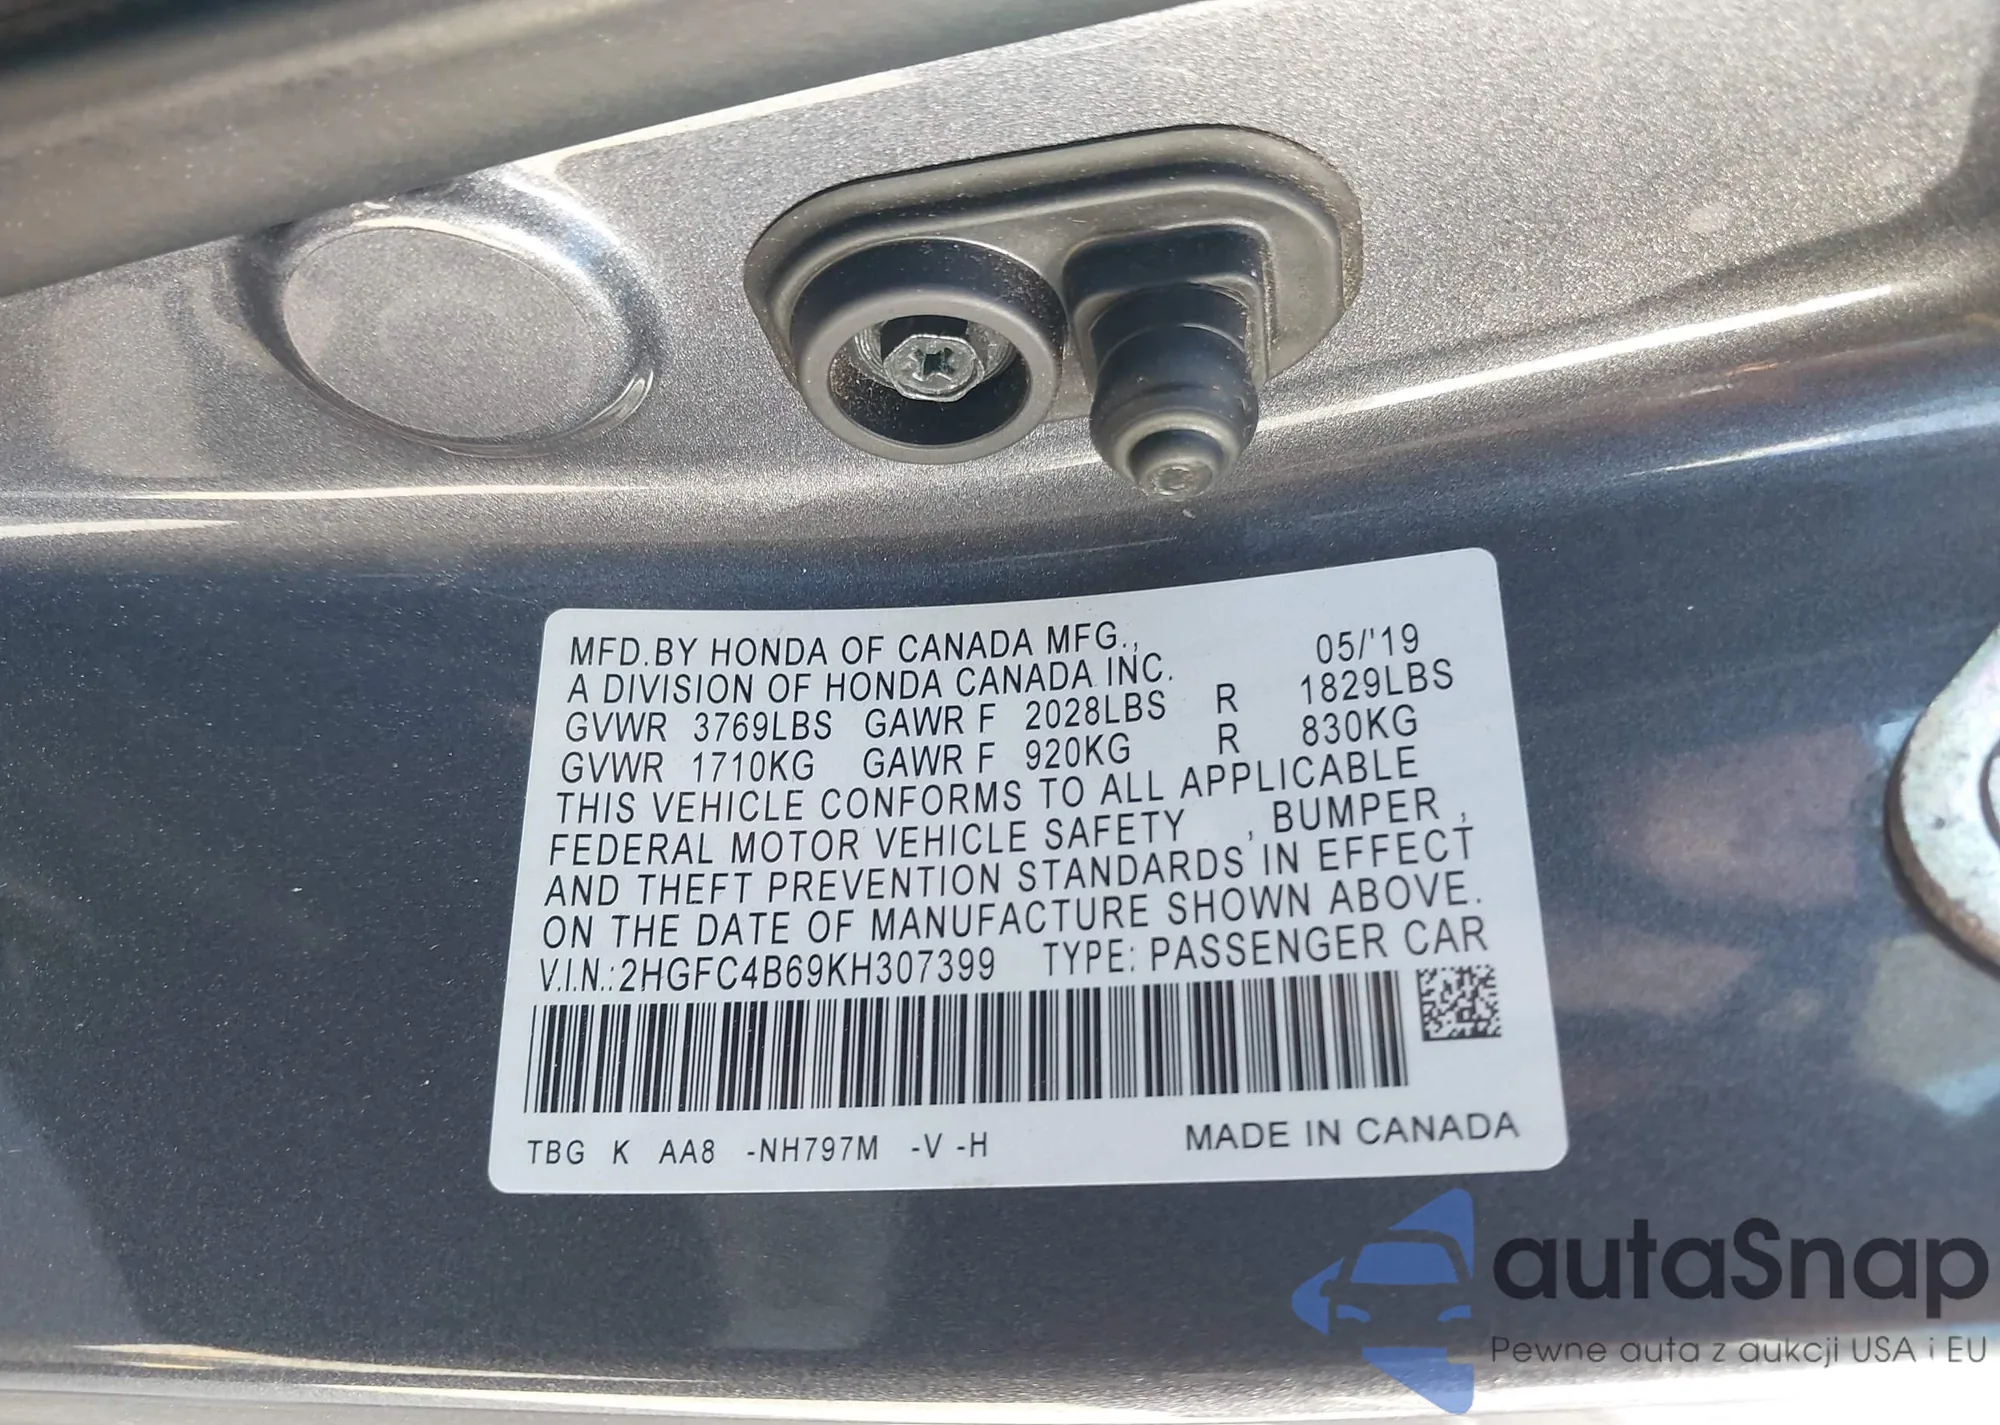 MFD.BY HONDA OF CANADA MFG., 05/'19
A DIVISION OF HONDA CANADA INC.
GVWR 3769LBS GAWR F 2028LBS R 1829LBS
GVWR 1710KG GAWR F 920KG R 830KG
THIS VEHICLE CONFORMS TO ALL APPLICABLE
FEDERAL MOTOR VEHICLE SAFETY , BUMPER ,
AND THEFT PREVENTION STANDARDS IN EFFECT
ON THE DATE OF MANUFACTURE SHOWN ABOVE.
V.I.N.:2HGFC4B69KH307399 TYPE: PASSENGER CAR
TBG K AA8 -NH797M -V -H MADE IN CANADA
autaSnap
Pewne auta z aukcji USA i EU